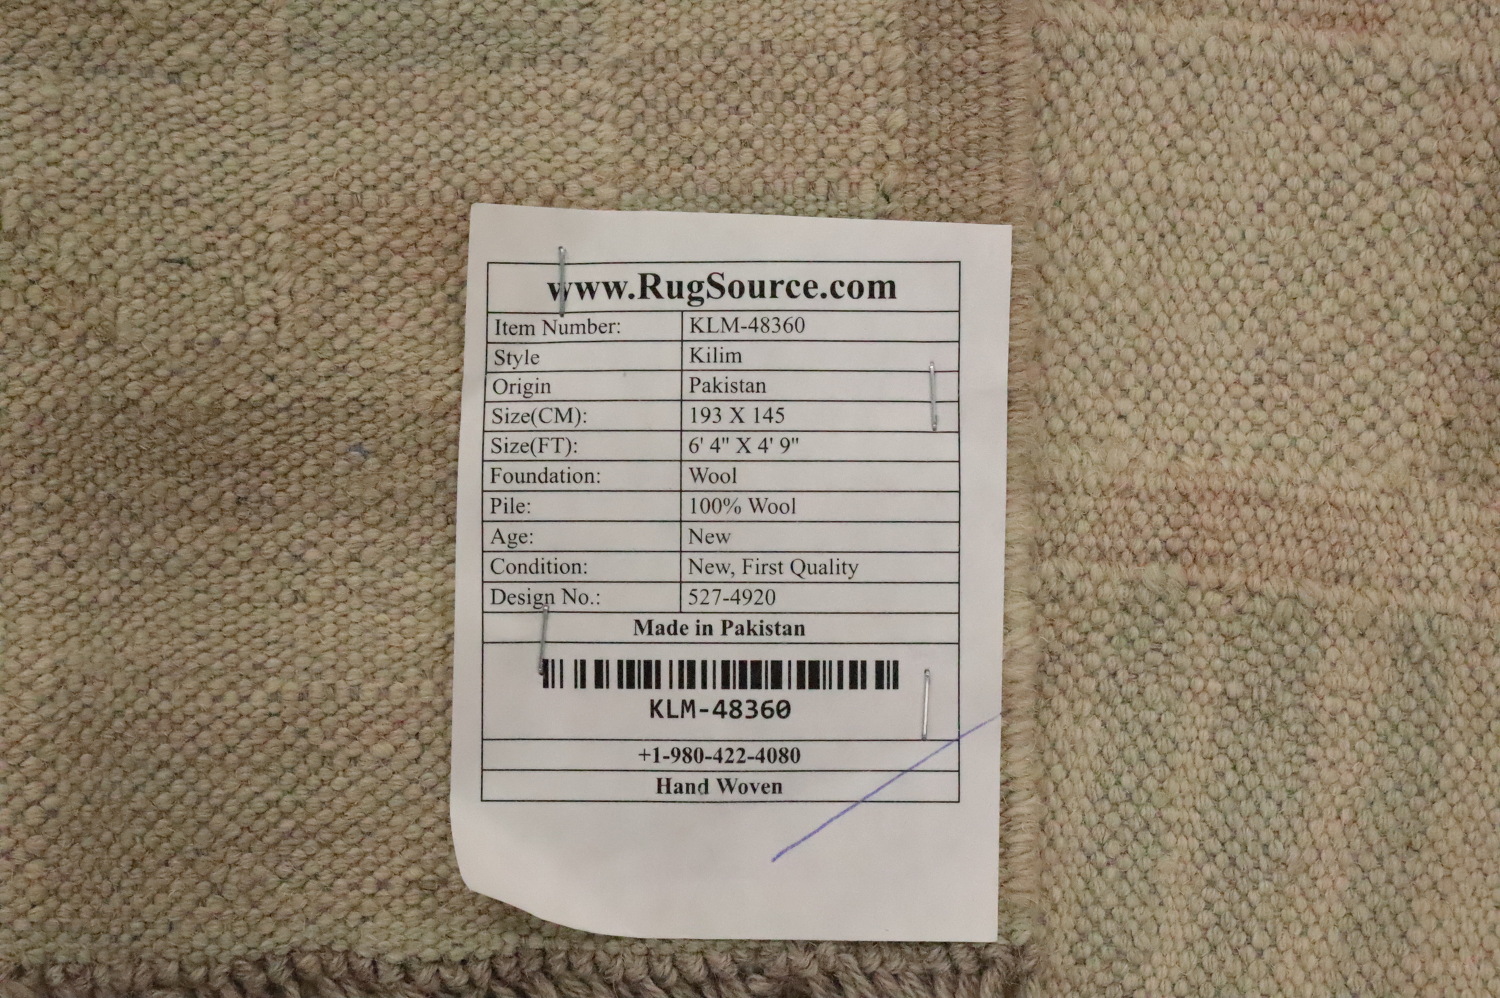 www.RugSource.com
Item Number: KLM-48360
Style Kilim
Origin Pakistan
Size(CM): 193 X 145
Size(FT): 6' 4" X 4' 9"
Foundation: Wool
Pile: 100% Wool
Age: New
Condition: New, First Quality
Design No.: 527-4920
Made in Pakistan
KLM-48360
+1-980-422-4080
Hand Woven